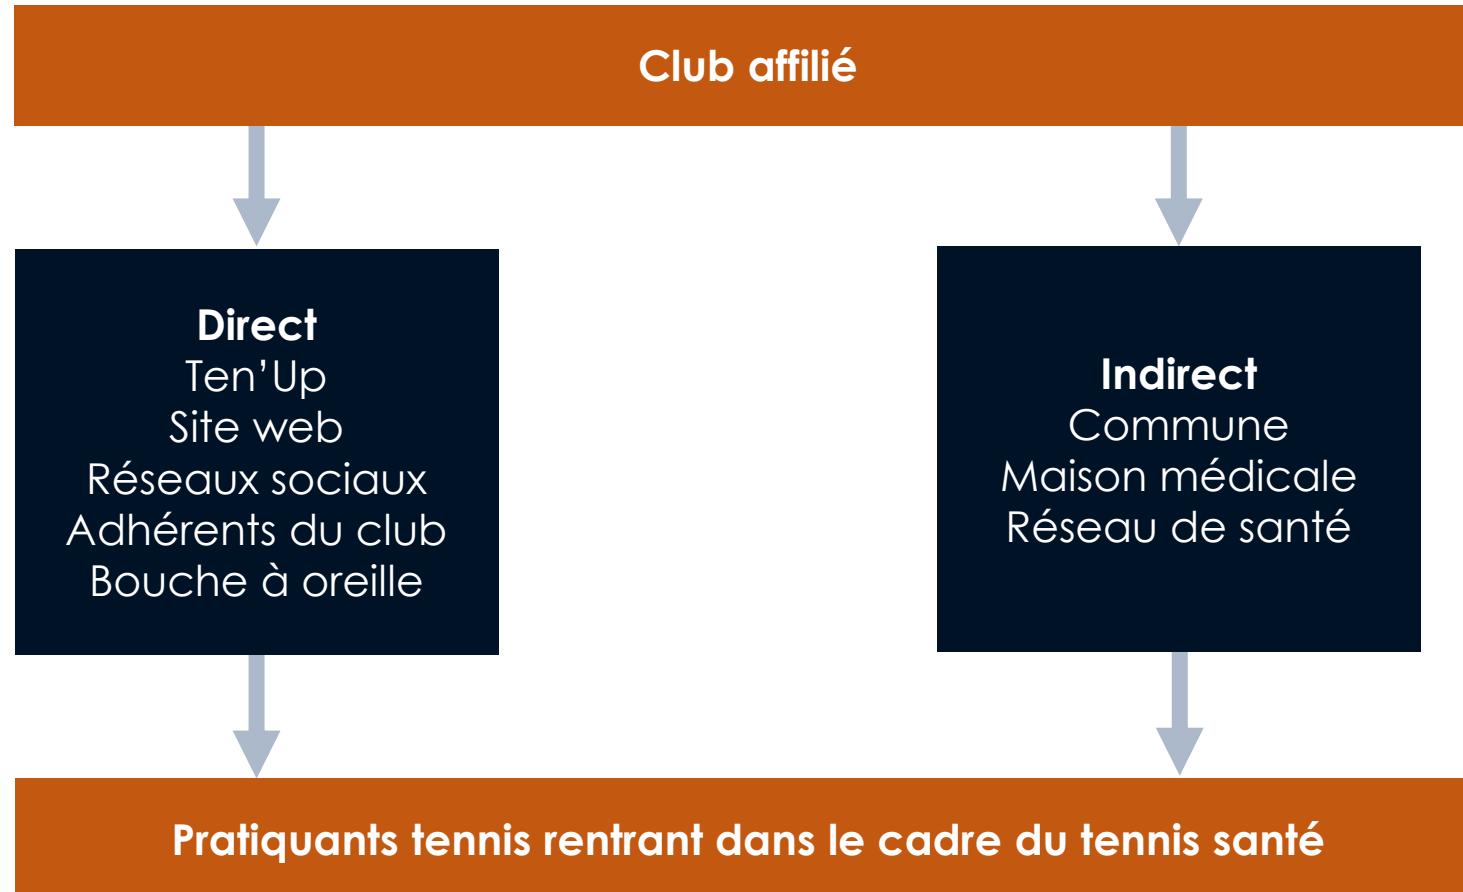 Club affilié
Direct
Ten’Up
Site web
Réseaux sociaux
Adhérents du club
Bouche à oreille
Indirect
Commune
Maison médicale
Réseau de santé
Pratiquants tennis rentrant dans le cadre du tennis santé